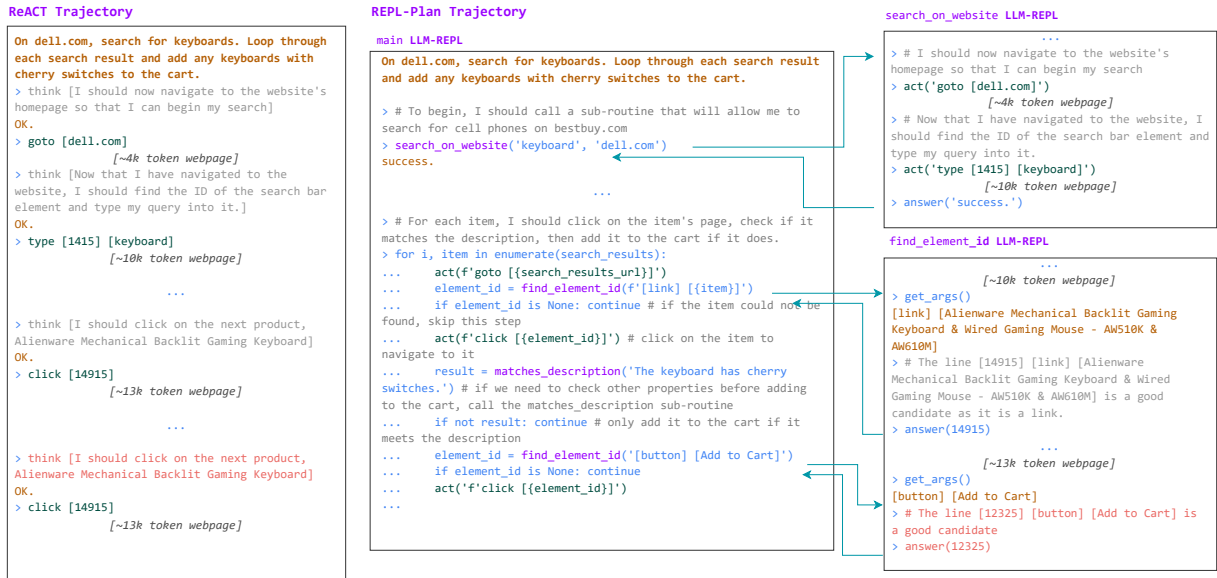 ReACT Trajectory
On dell.com, search for keyboards. Loop through
each search result and add any keyboards with
cherry switches to the cart.
> think [I should now navigate to the website's
homepage so that I can begin my search]
OK.
> goto [dell.com]
[~4k token webpage]
> think [Now that I have navigated to the
website, I should find the ID of the search bar
element and type my query into it.]
OK.
> type [1415] [keyboard]
[~10k token webpage]
...
> think [I should click on the next product,
Alienware Mechanical Backlit Gaming Keyboard]
OK.
> click [14915]
[~13k token webpage]
...
> think [I should click on the next product,
Alienware Mechanical Backlit Gaming Keyboard]
OK.
> click [14915]
[~13k token webpage]
REPL-Plan Trajectory
main LLM-REPL
On dell.com, search for keyboards. Loop through each search result
and add any keyboards with cherry switches to the cart.
> # To begin, I should call a sub-routine that will allow me to
search for cell phones on bestbuy.com
> search_on_website('keyboard', 'dell.com')
success.
...
> # For each item, I should click on the item's page, check if it
matches the description, then add it to the cart if it does.
> for i, item in enumerate(search_results):
... act(f'goto [{search_results_url}]')
... element_id = find_element_id(f'[link] [{item}]')
... if element_id is None: continue # if the item could not be
found, skip this step
... act(f'click [{element_id}]') # click on the item to
navigate to it
... result = matches_description('The keyboard has cherry
switches.') # if we need to check other properties before adding
to the cart, call the matches_description sub-routine
... if not result: continue # only add it to the cart if it
meets the description
... element_id = find_element_id('[button] [Add to Cart]')
... if element_id is None: continue
... act('f'click [{element_id}]')
...
search_on_website LLM-REPL
...
> # I should now navigate to the website's
homepage so that I can begin my search
> act('goto [dell.com]')
[~4k token webpage]
> # Now that I have navigated to the website, I
should find the ID of the search bar element and
type my query into it.
> act('type [1415] [keyboard]')
[~10k token webpage]
> answer('success.')
find_element_id LLM-REPL
...
[~10k token webpage]
> get_args()
[link] [Alienware Mechanical Backlit Gaming
Keyboard & Wired Gaming Mouse - AW510K &
AW610M]
> # The line [14915] [link] [Alienware
Mechanical Backlit Gaming Keyboard & Wired
Gaming Mouse - AW510K & AW610M] is a good
candidate as it is a link.
> answer(14915)
...
[~13k token webpage]
> get_args()
[button] [Add to Cart]
> # The line [12325] [button] [Add to Cart] is
a good candidate
> answer(12325)